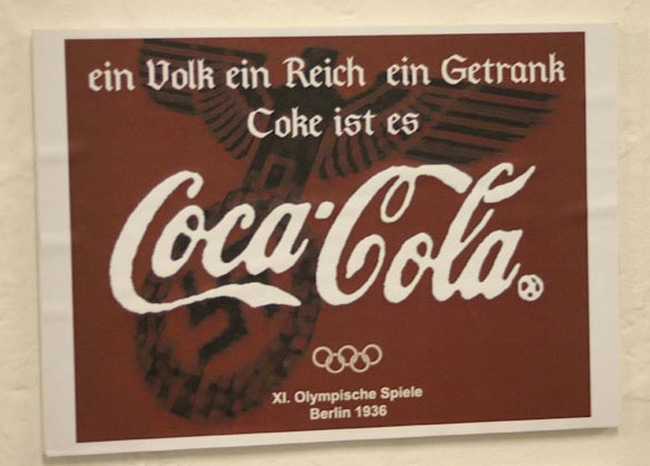 ein Volk ein Reich ein Getrank
Coke ist es
Coca-Cola
XI. Olympische Spiele
Berlin 1936